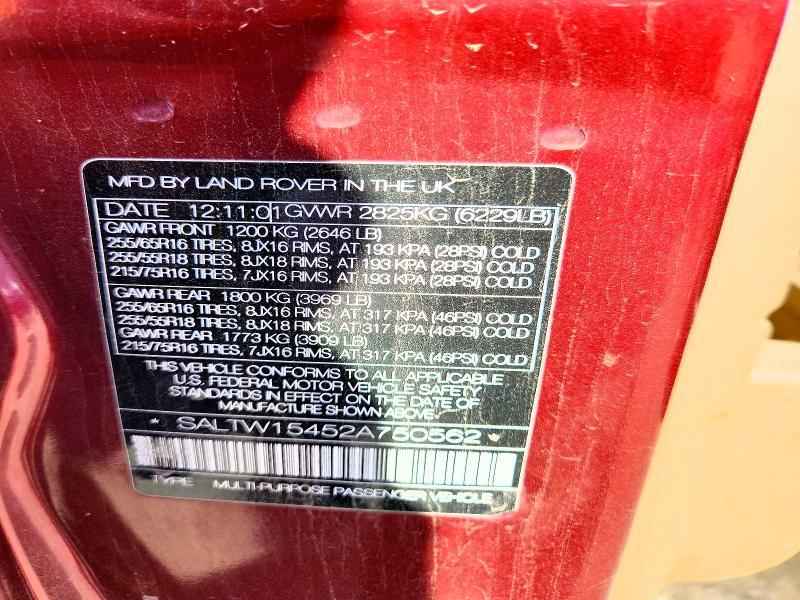 MFD BY LAND ROVER IN THE UK
DATE 12:11:01 GVWR 2825KG (6229LB)
GAWR FRONT 1200 KG (2646 LB)
255/65R16 TIRES, 8JX16 RIMS, AT 193 KPA (28PSI) COLD
255/55R18 TIRES, 8JX18 RIMS, AT 193 KPA (28PSI) COLD
215/75R16 TIRES, 7JX16 RIMS, AT 193 KPA (28PSI) COLD
GAWR REAR 1800 KG (3969 LB)
255/65R16 TIRES, 8JX16 RIMS, AT 317 KPA (46PSI) COLD
255/55R18 TIRES, 8JX18 RIMS, AT 317 KPA (46PSI) COLD
GAWR REAR 1773 KG (3909 LB)
215/75R16 TIRES, 7JX16 RIMS, AT 317 KPA (46PSI) COLD
THIS VEHICLE CONFORMS TO ALL APPLICABLE
U.S. FEDERAL MOTOR VEHICLE SAFETY
STANDARDS IN EFFECT ON THE DATE OF
MANUFACTURE SHOWN ABOVE.
* SALTW15452A750562 *
TYPE MULTI-PURPOSE PASSENGER VEHICLE